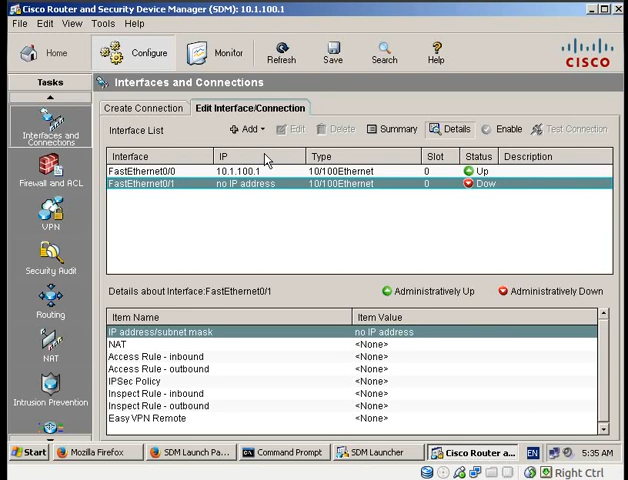 Cisco Router and Security Device Manager (SDM): 10.1.100.1
File Edit View Tools Help
Home Configure Monitor Refresh Save Search Help CISCO
Tasks Interfaces and Connections
Create Connection Edit Interface/Connection
Interface List Add Edit Delete Summary Details Enable Test Connection
Interface IP Type Slot Status Description
FastEthernet0/0 10.1.100.1 10/100Ethernet 0 Up
FastEthernet0/1 no IP address 10/100Ethernet 0 Dow
Interfaces and
Connections
Firewall and ACL
VPN
Security Audit
Routing
NAT
Intrusion Prevention
Details about Interface:FastEthernet0/1 Administratively Up Administratively Down
Item Name Item Value
IP address/subnet mask no IP address
NAT <None>
Access Rule - inbound <None>
Access Rule - outbound <None>
IPSec Policy <None>
Inspect Rule - inbound <None>
Inspect Rule - outbound <None>
Easy VPN Remote <None>
Start Mozilla Firefox SDM Launch Pa... Command Prompt SDM Launcher Cisco Router a... EN 5:35 AM
Right Ctrl